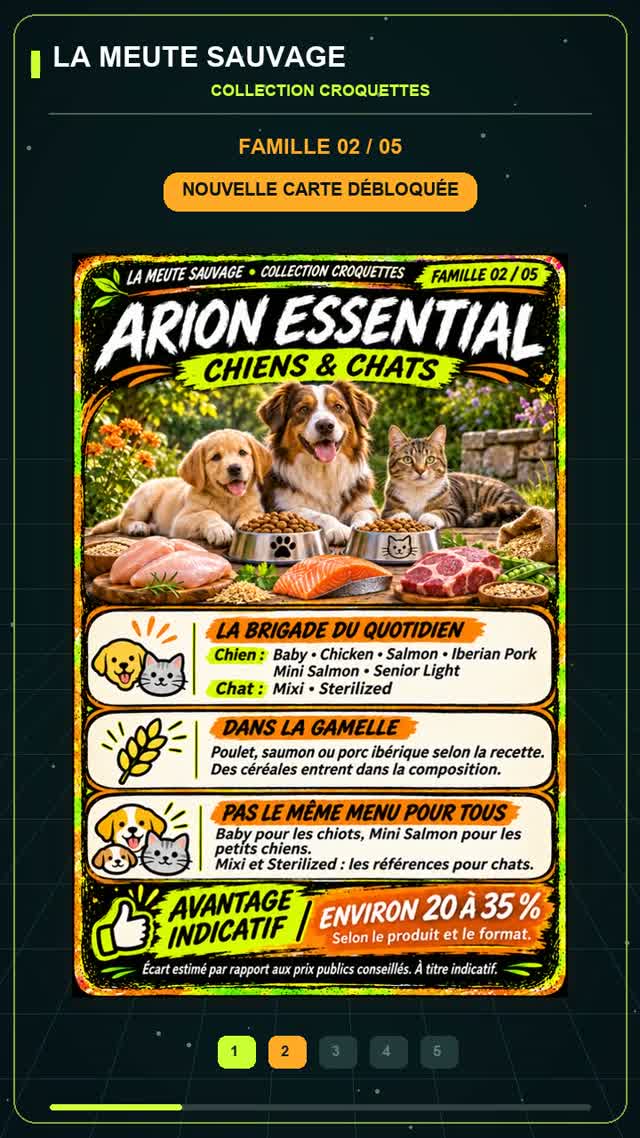 LA MEUTE SAUVAGE
COLLECTION CROQUETTES
FAMILLE 02 / 05
NOUVELLE CARTE DÉBLOQUÉE
LA MEUTE SAUVAGE • COLLECTION CROQUETTES
FAMILLE 02 / 05
ARION ESSENTIAL
CHIENS & CHATS
LA BRIGADE DU QUOTIDIEN
Chien : Baby • Chicken • Salmon • Iberian Pork
Mini Salmon • Senior Light
Chat : Mixi • Sterilized
DANS LA GAMELLE
Poulet, saumon ou porc ibérique selon la recette.
Des céréales entrent dans la composition.
PAS LE MÊME MENU POUR TOUS
Baby pour les chiots, Mini Salmon pour les
petits chiens.
Mixi et Sterilized : les références pour chats.
AVANTAGE
INDICATIF
ENVIRON 20 À 35 %
Selon le produit et le format.
Écart estimé par rapport aux prix publics conseillés. À titre indicatif.
1 2 3 4 5